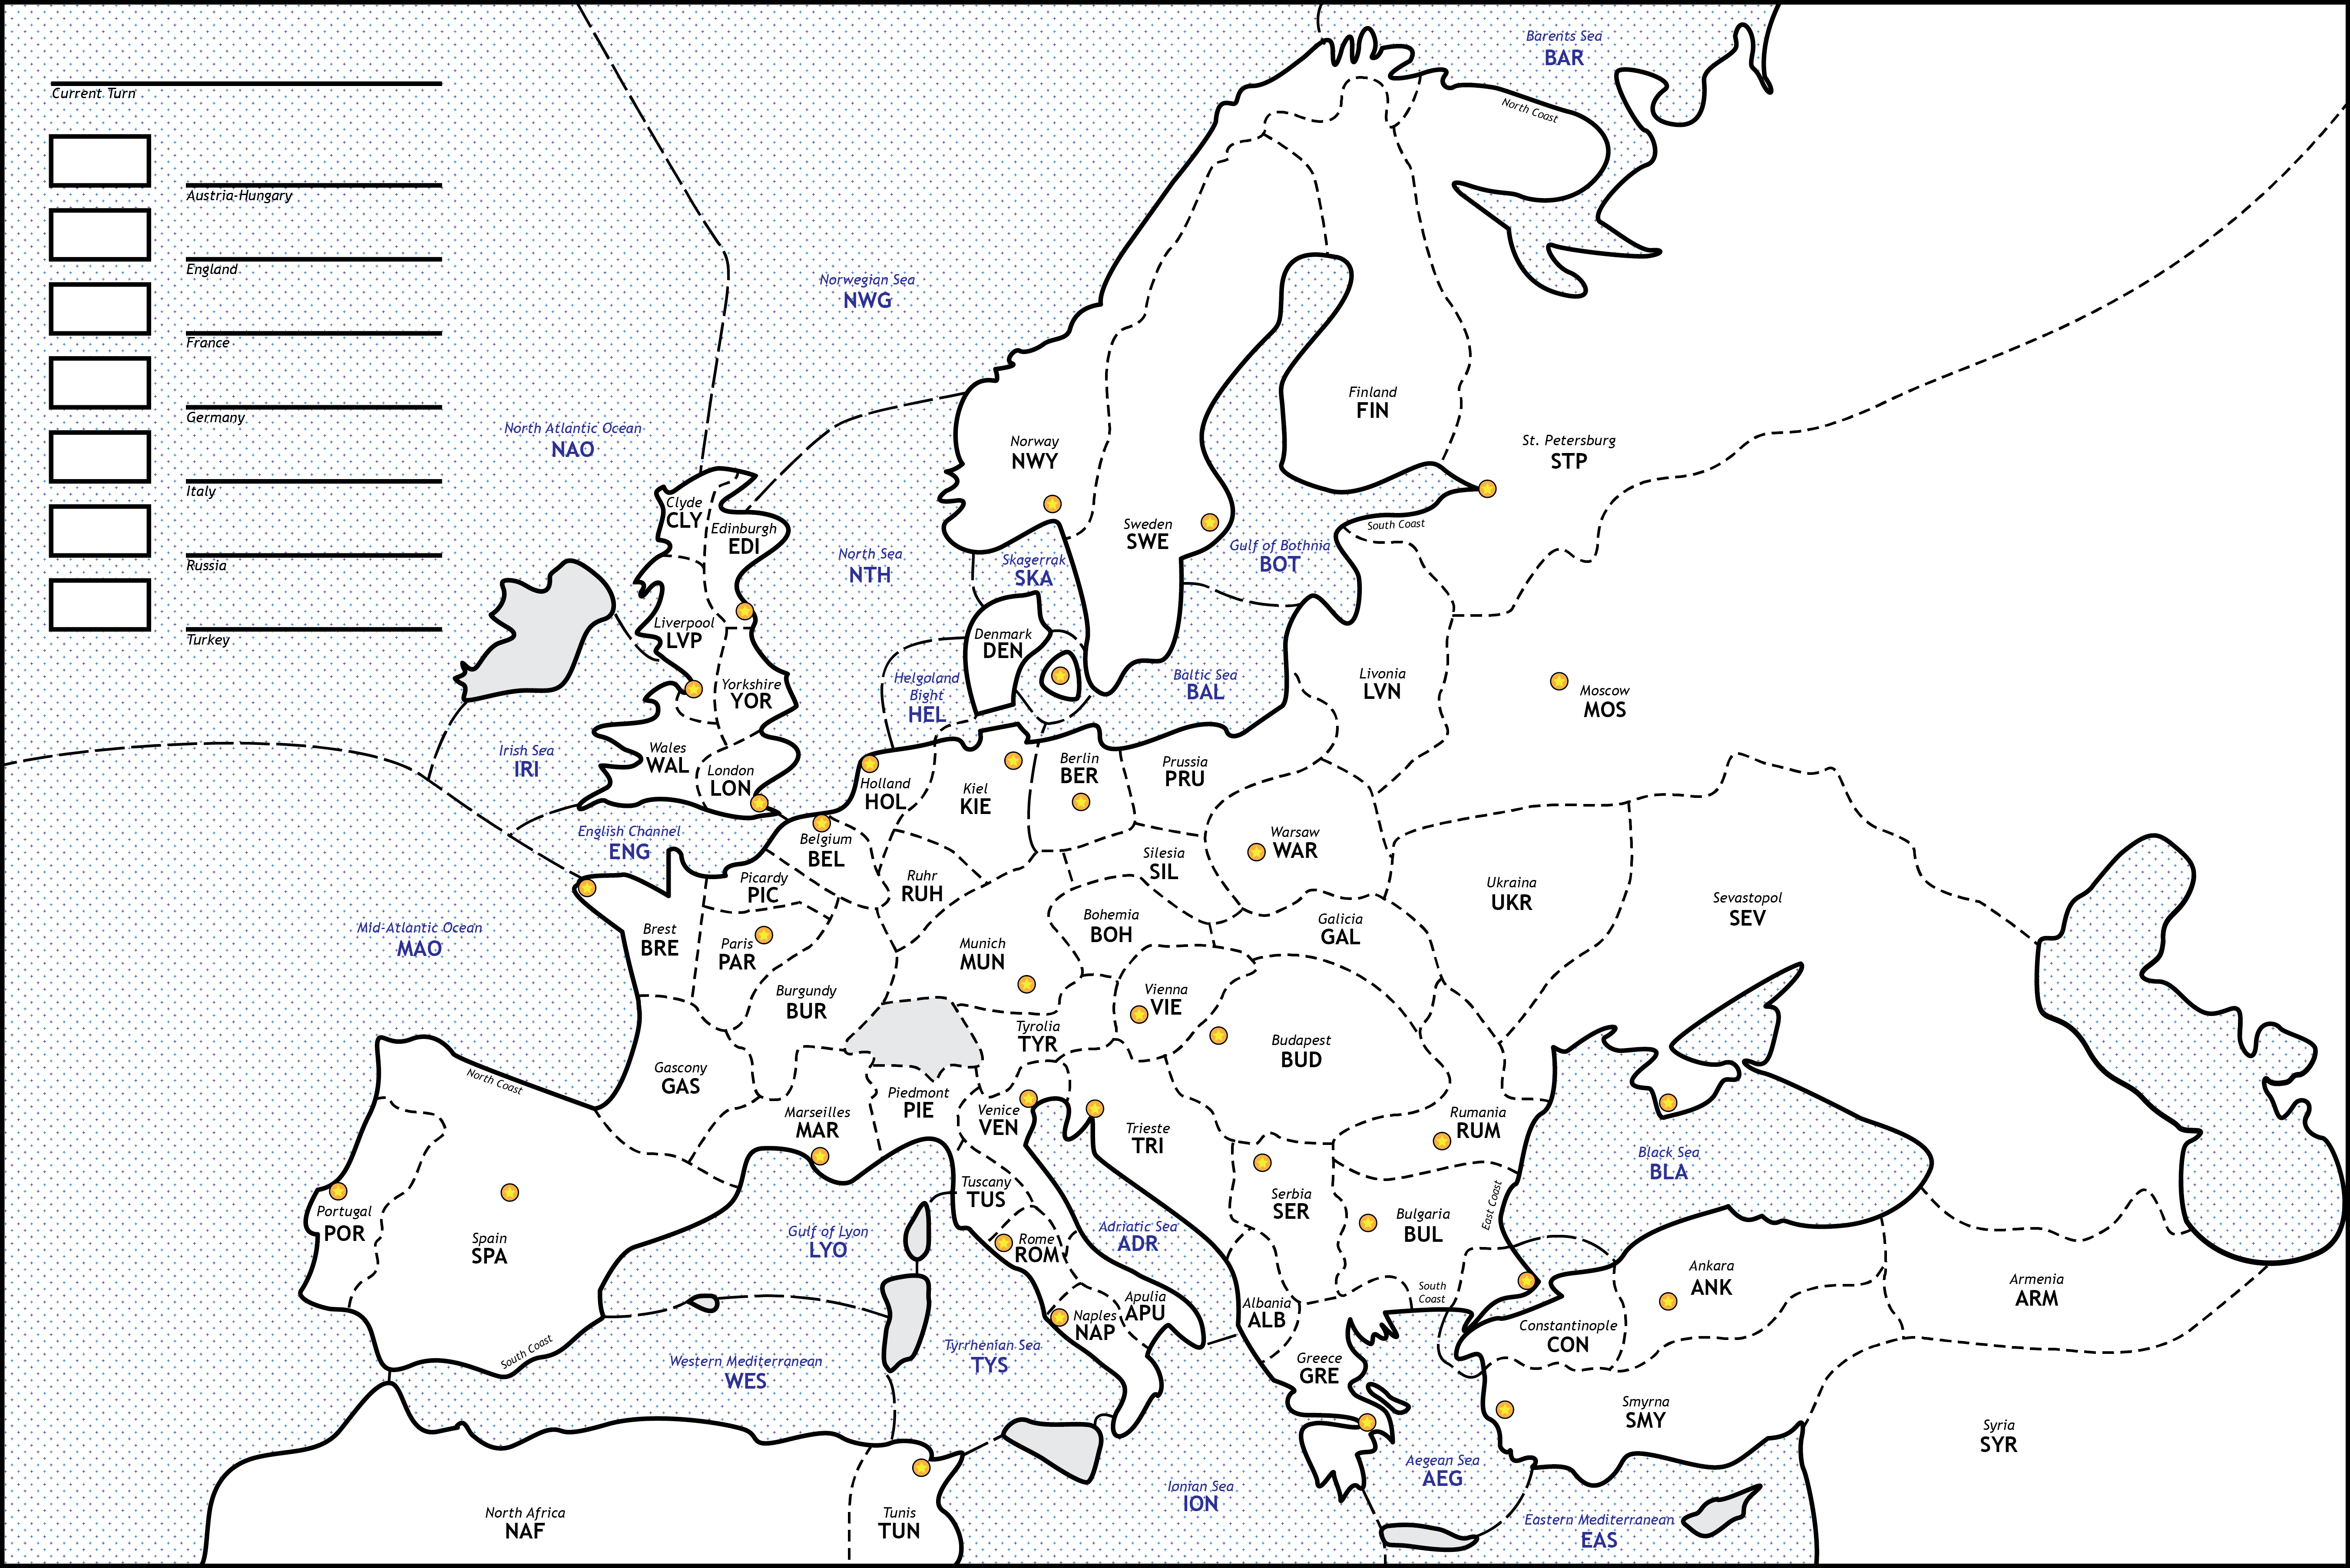 Current Turn
Austria-Hungary
England
France
Germany
Italy
Russia
Turkey
Barents Sea
BAR
North Coast
Norwegian Sea
NWG
North Atlantic Ocean
NAO
Finland
FIN
Norway
NWY
St. Petersburg
STP
Clyde
CLY
Edinburgh
EDI
Sweden
SWE
South Coast
North Sea
NTH
Skagerrak
SKA
Gulf of Bothnia
BOT
Liverpool
LVP
Denmark
DEN
Yorkshire
YOR
Helgoland
Bight
HEL
Baltic Sea
BAL
Livonia
LVN
Moscow
MOS
Irish Sea
IRI
Wales
WAL
London
LON
Holland
HOL
Kiel
KIE
Berlin
BER
Prussia
PRU
English Channel
ENG
Belgium
BEL
Warsaw
WAR
Silesia
SIL
Picardy
PIC
Ruhr
RUH
Ukraina
UKR
Sevastopol
SEV
Mid-Atlantic Ocean
MAO
Brest
BRE
Paris
PAR
Munich
MUN
Bohemia
BOH
Galicia
GAL
Burgundy
BUR
Vienna
VIE
Tyrolia
TYR
Budapest
BUD
North Coast
Gascony
GAS
Marseilles
MAR
Piedmont
PIE
Venice
VEN
Trieste
TRI
Rumania
RUM
Black Sea
BLA
Portugal
POR
Spain
SPA
Tuscany
TUS
Serbia
SER
Bulgaria
BUL
East Coast
Gulf of Lyon
LYO
Rome
ROM
Adriatic Sea
ADR
Ankara
ANK
Armenia
ARM
South
Coast
Naples
NAP
Apulia
APU
Albania
ALB
Constantinople
CON
South Coast
Western Mediterranean
WES
Tyrrhenian Sea
TYS
Greece
GRE
Smyrna
SMY
Syria
SYR
Aegean Sea
AEG
Ionian Sea
ION
North Africa
NAF
Tunis
TUN
Eastern Mediterranean
EAS